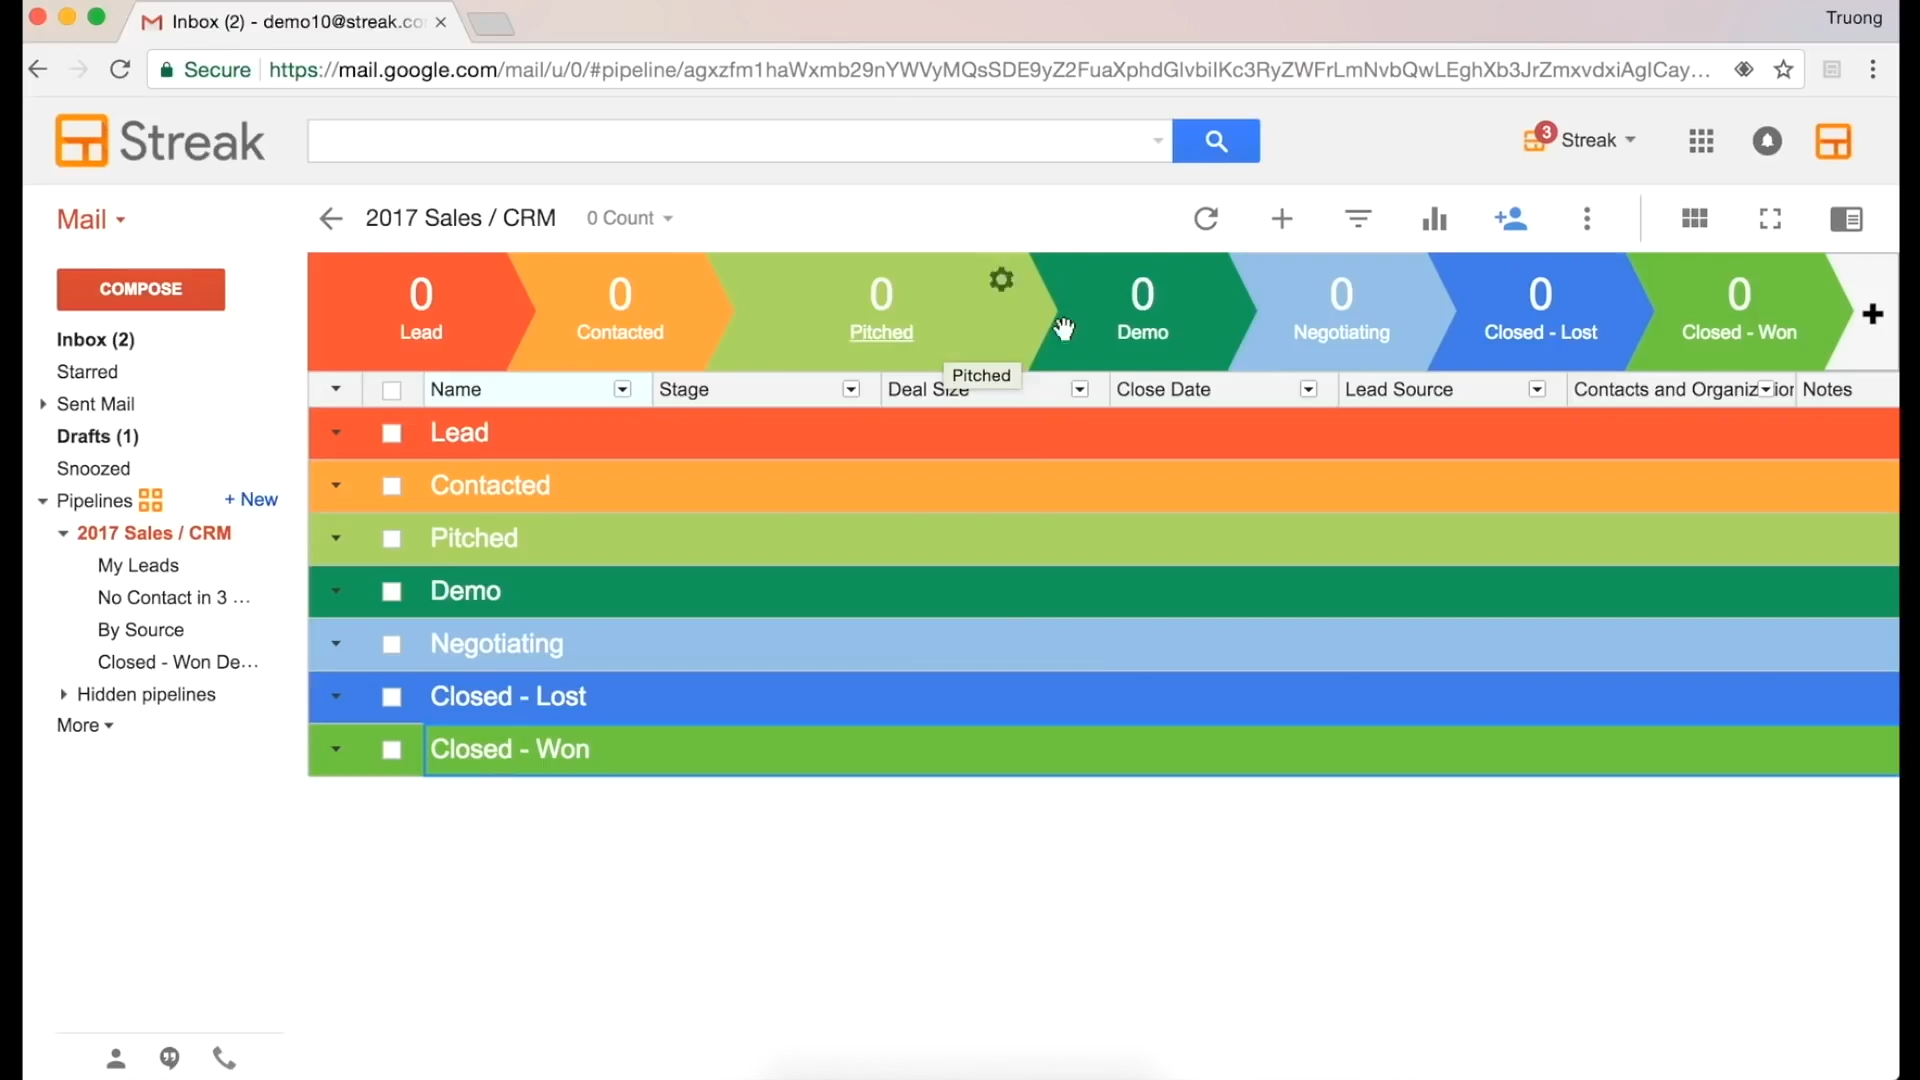 Truong
Inbox (2) - demo10@streak.co
Secure https://mail.google.com/mail/u/0/#pipeline/agxzfm1haWxmb29nYWVyMQsSDE9yZ2FuaXphdGlvbiIKc3RyZWFrLmNvbQwLEghXb3JrZmxvdxiAgICay...
Streak
3 Streak
Mail
2017 Sales / CRM 0 Count
COMPOSE
Inbox (2)
Starred
Sent Mail
Drafts (1)
Snoozed
Pipelines + New
2017 Sales / CRM
My Leads
No Contact in 3 ...
By Source
Closed - Won De...
Hidden pipelines
More
0 0 0 0 0 0 0
Lead Contacted Pitched Demo Negotiating Closed - Lost Closed - Won
Pitched
Name Stage Deal Size Close Date Lead Source Contacts and Organiz Notes
Lead
Contacted
Pitched
Demo
Negotiating
Closed - Lost
Closed - Won